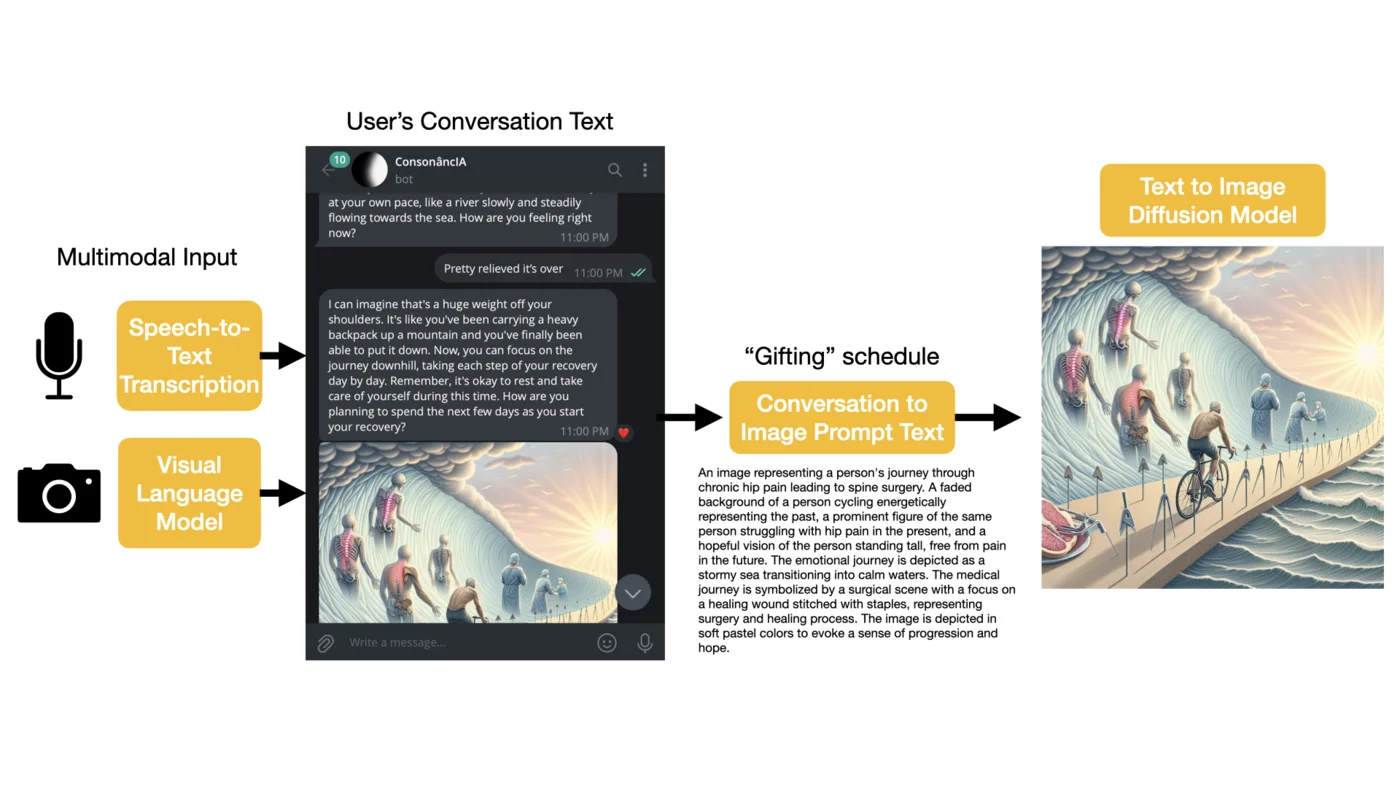 User’s Conversation Text
Multimodal Input
Speech-to-
Text
Transcription
Visual
Language
Model
10
ConsonâncIA
bot
at your own pace, like a river slowly and steadily
flowing towards the sea. How are you feeling right
now?
11:00 PM
Pretty relieved it’s over 11:00 PM
I can imagine that's a huge weight off your
shoulders. It's like you've been carrying a heavy
backpack up a mountain and you've finally been
able to put it down. Now, you can focus on the
journey downhill, taking each step of your recovery
day by day. Remember, it's okay to rest and take
care of yourself during this time. How are you
planning to spend the next few days as you start
your recovery?
11:00 PM
Write a message...
“Gifting” schedule
Conversation to
Image Prompt Text
An image representing a person's journey through
chronic hip pain leading to spine surgery. A faded
background of a person cycling energetically
representing the past, a prominent figure of the same
person struggling with hip pain in the present, and a
hopeful vision of the person standing tall, free from pain
in the future. The emotional journey is depicted as a
stormy sea transitioning into calm waters. The medical
journey is symbolized by a surgical scene with a focus on
a healing wound stitched with staples, representing
surgery and healing process. The image is depicted in
soft pastel colors to evoke a sense of progression and
hope.
Text to Image
Diffusion Model